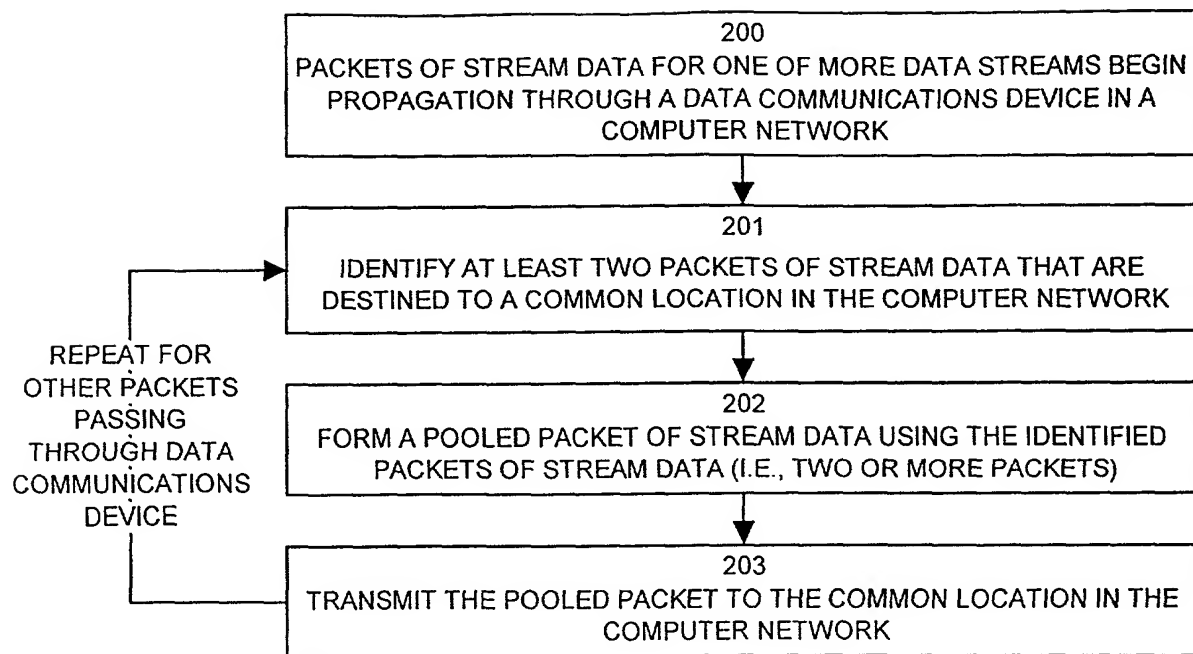 200
PACKETS OF STREAM DATA FOR ONE OF MORE DATA STREAMS BEGIN
PROPAGATION THROUGH A DATA COMMUNICATIONS DEVICE IN A
COMPUTER NETWORK
201
IDENTIFY AT LEAST TWO PACKETS OF STREAM DATA THAT ARE
DESTINED TO A COMMON LOCATION IN THE COMPUTER NETWORK
REPEAT FOR
OTHER PACKETS
PASSING
THROUGH DATA
COMMUNICATIONS
DEVICE
202
FORM A POOLED PACKET OF STREAM DATA USING THE IDENTIFIED
PACKETS OF STREAM DATA (I.E., TWO OR MORE PACKETS)
203
TRANSMIT THE POOLED PACKET TO THE COMMON LOCATION IN THE
COMPUTER NETWORK